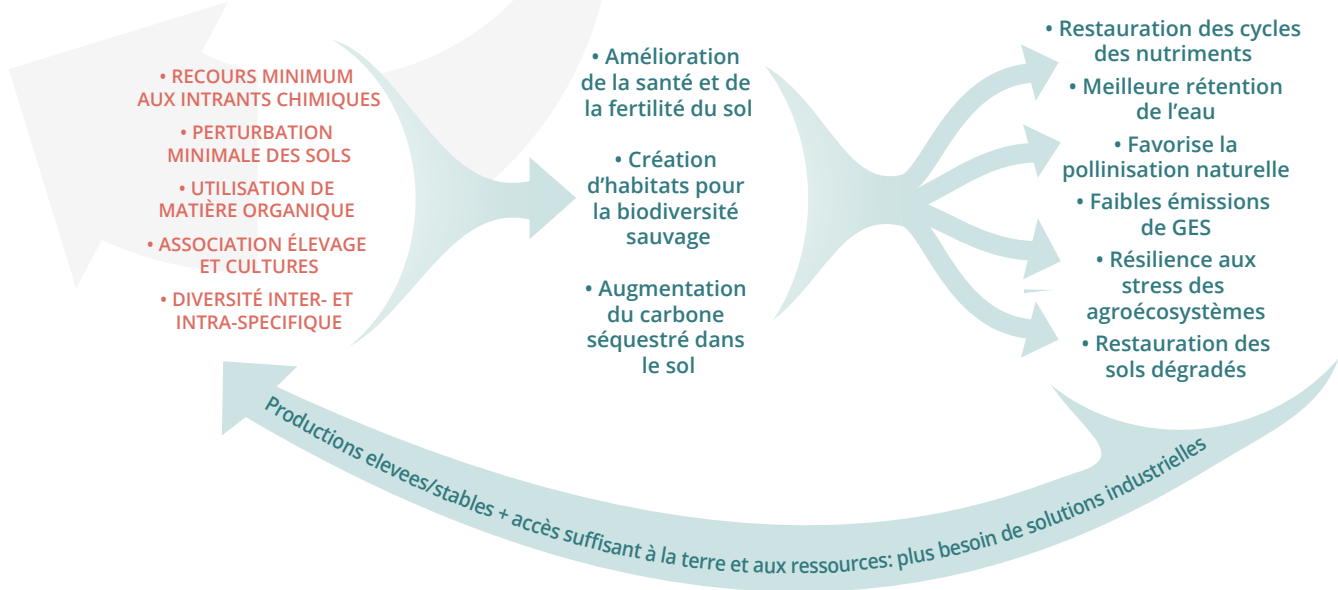 • RECOURS MINIMUM
AUX INTRANTS CHIMIQUES
• PERTURBATION
MINIMALE DES SOLS
• UTILISATION DE
MATIÈRE ORGANIQUE
• ASSOCIATION ÉLEVAGE
ET CULTURES
• DIVERSITÉ INTER- ET
INTRA-SPECIFIQUE
• Amélioration
de la santé et de
la fertilité du sol
• Création
d’habitats pour
la biodiversité
sauvage
• Augmentation
du carbone
séquestré dans
le sol
• Restauration des cycles
des nutriments
• Meilleure rétention
de l’eau
• Favorise la
pollinisation naturelle
• Faibles émissions
de GES
• Résilience aux
stress des
agroécosystèmes
• Restauration des
sols dégradés
Productions elevees/stables + accès suffisant à la terre et aux ressources: plus besoin de solutions industrielles